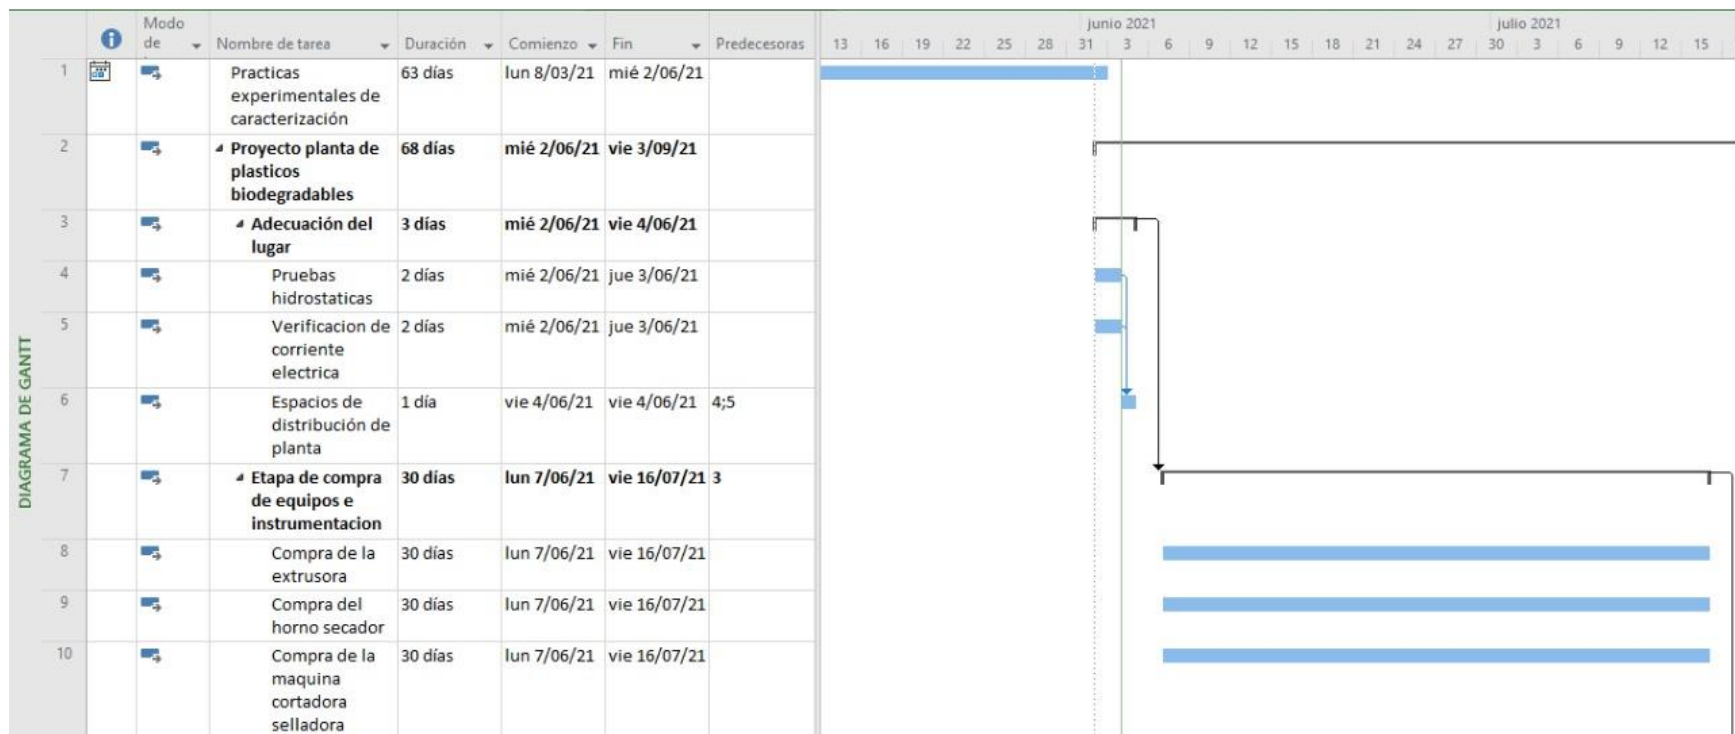 DIAGRAMA DE GANTT
Modo de Nombre de tarea Duración Comienzo Fin Predecesoras
junio 2021 julio 2021
13 16 19 22 25 28 31 3 6 9 12 15 18 21 24 27 30 3 6 9 12 15
1 Practicas experimentales de caracterización 63 días lun 8/03/21 mié 2/06/21
2 Proyecto planta de plasticos biodegradables 68 días mié 2/06/21 vie 3/09/21
3 Adecuación del lugar 3 días mié 2/06/21 vie 4/06/21
4 Pruebas hidrostaticas 2 días mié 2/06/21 jue 3/06/21
5 Verificacion de corriente electrica 2 días mié 2/06/21 jue 3/06/21
6 Espacios de distribución de planta 1 día vie 4/06/21 vie 4/06/21 4;5
7 Etapa de compra de equipos e instrumentacion 30 días lun 7/06/21 vie 16/07/21 3
8 Compra de la extrusora 30 días lun 7/06/21 vie 16/07/21
9 Compra del horno secador 30 días lun 7/06/21 vie 16/07/21
10 Compra de la maquina cortadora selladora 30 días lun 7/06/21 vie 16/07/21